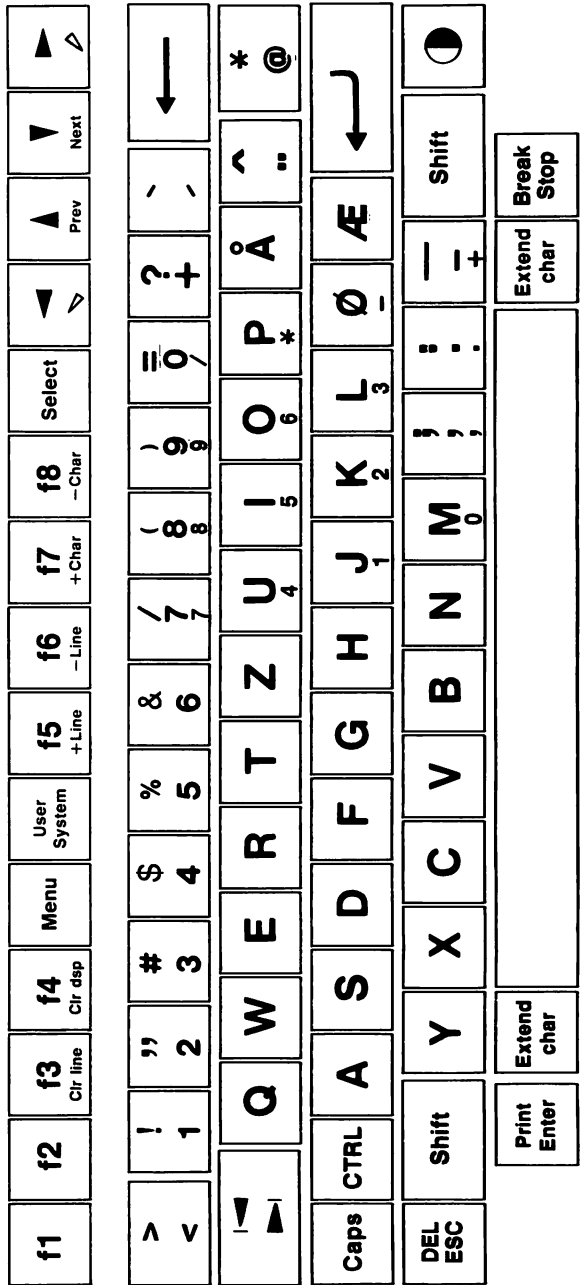 f1 f2 f3 f4 Menu User System f5 f6 f7 f8 Select
Clr line Clr dsp +Line −Line +Char −Char Prev Next
> ! " # $ % & / ( ) = ? `
< 1 2 3 4 5 6 7 8 9 0 + ´
7 8 9 /
Q W E R T Z U I O P Å ^ *
4 5 6 * ¨ @
Caps CTRL A S D F G H J K L Ø Æ
1 2 3 −
DEL Shift Y X C V B N M ; : _ Shift
ESC 0 , . -
, . +
Print Extend Extend Break
Enter char char Stop